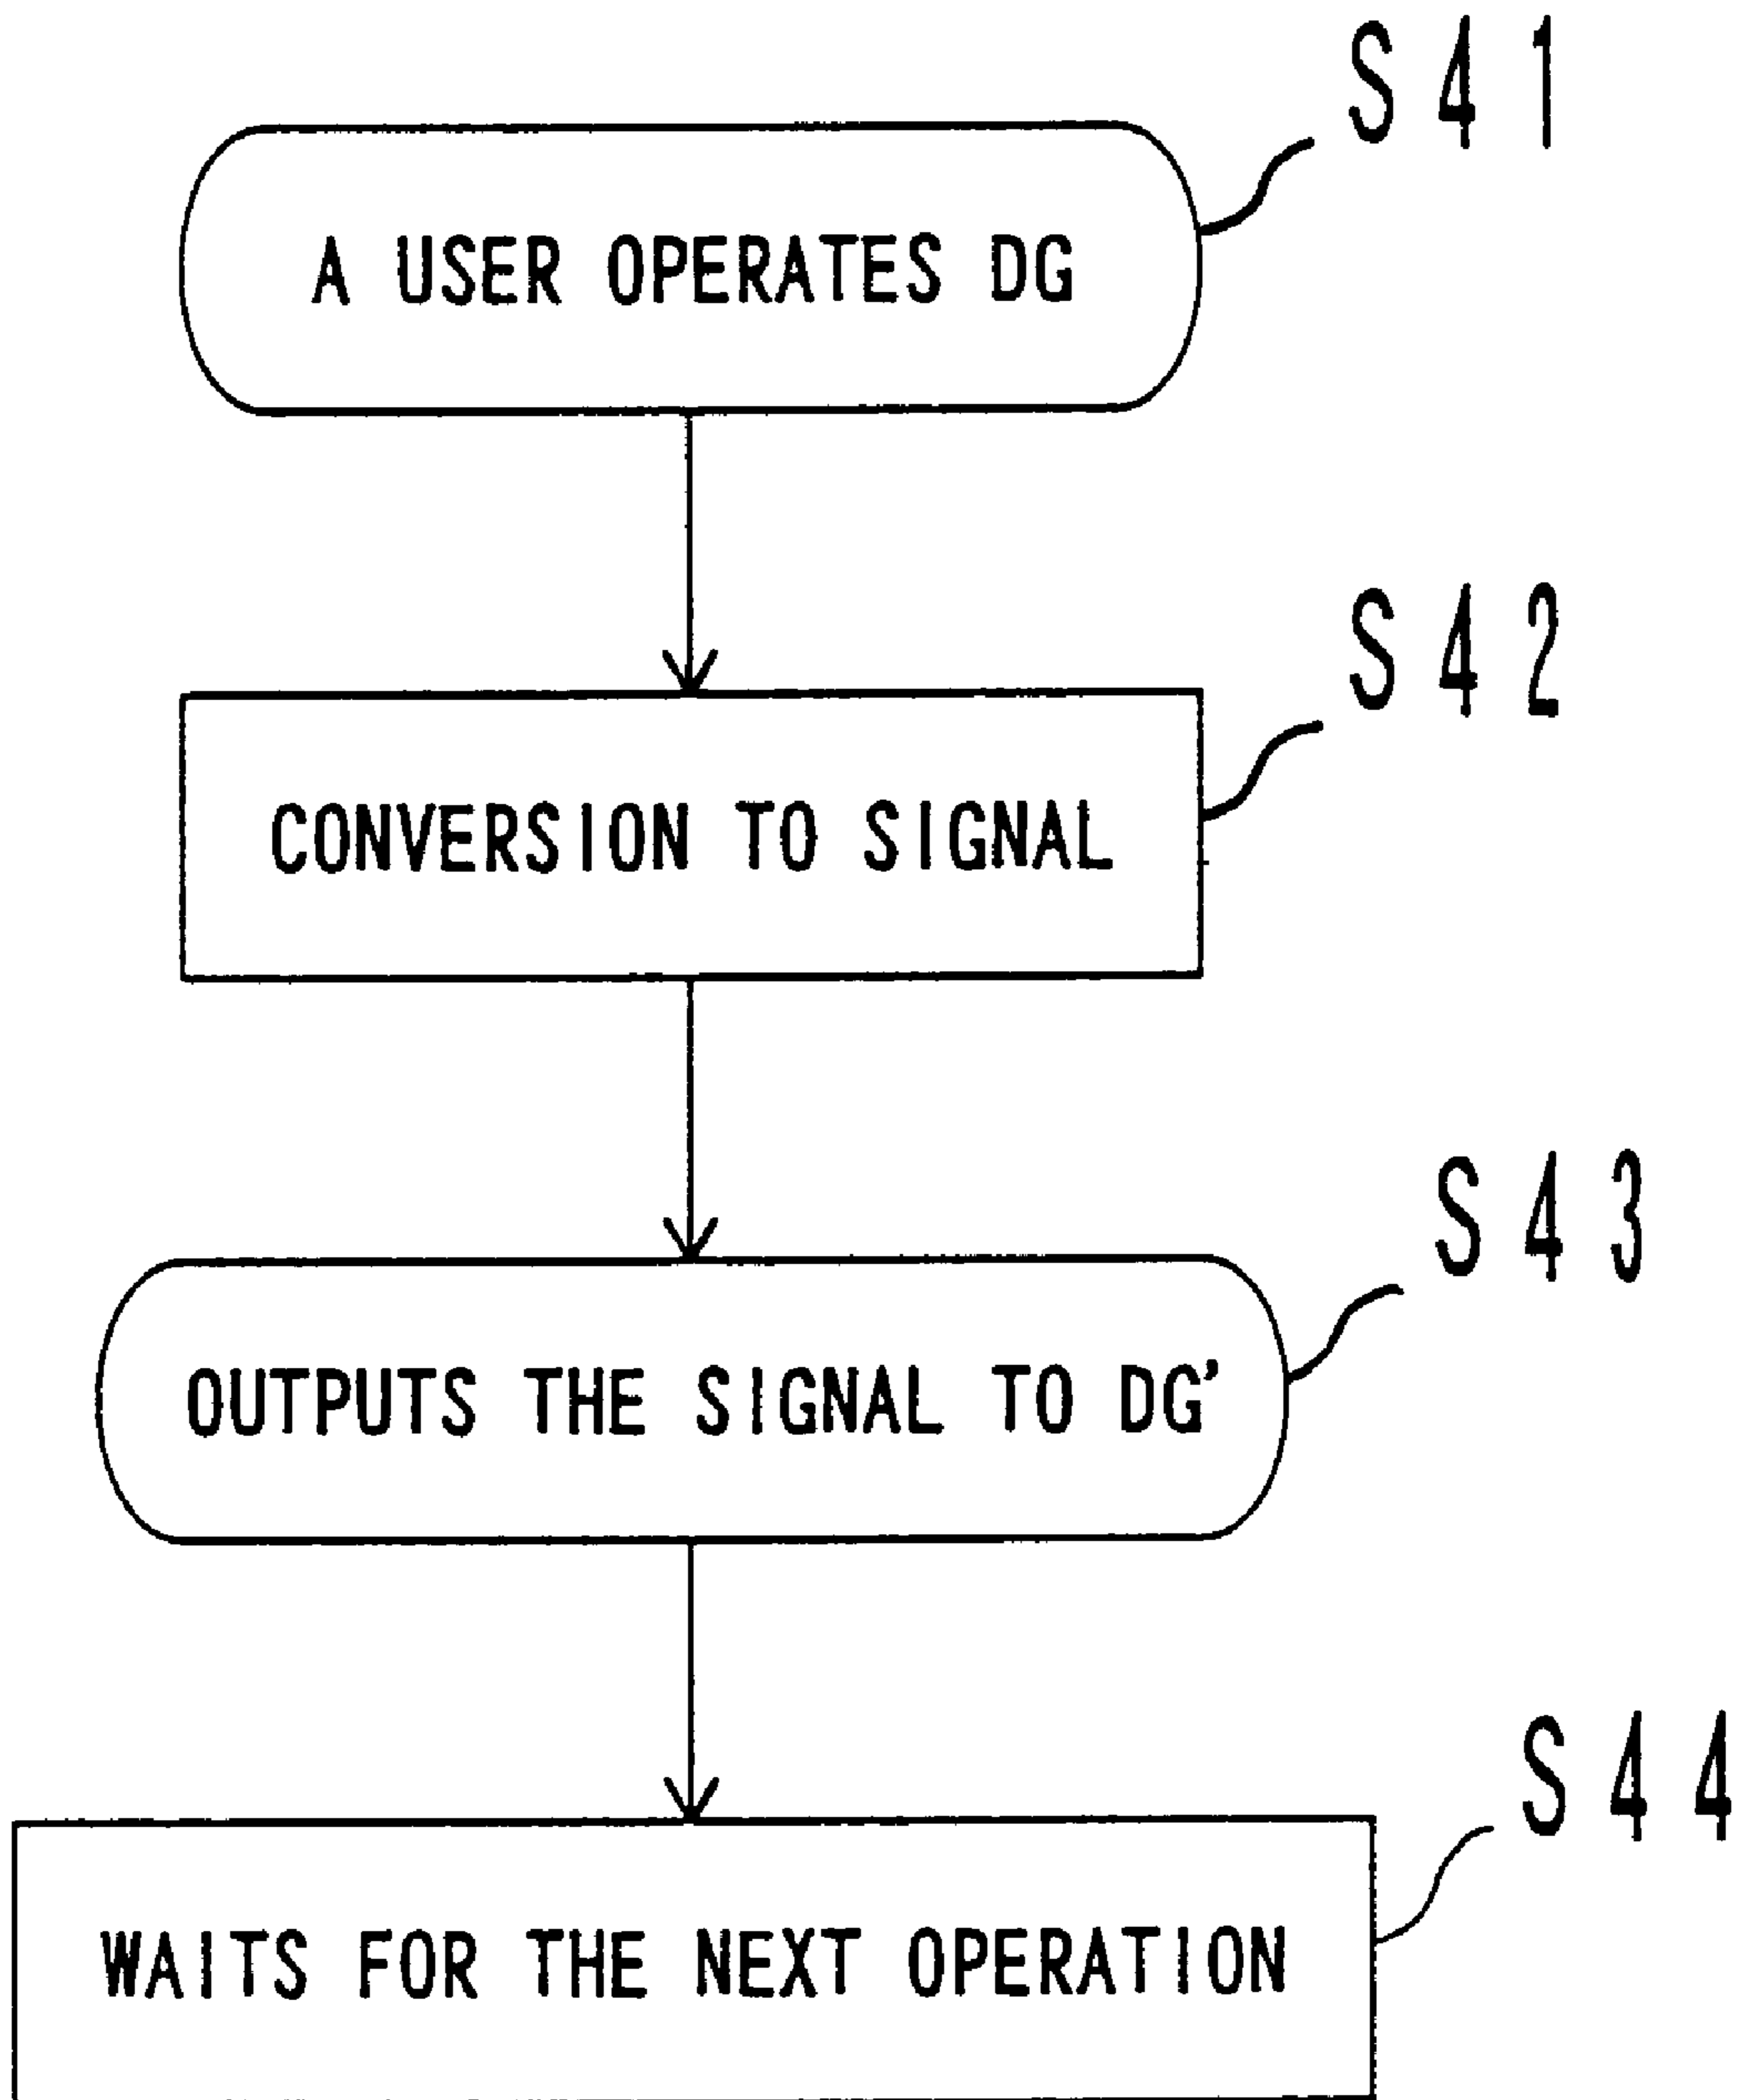 S41
A USER OPERATES DG
S42
CONVERSION TO SIGNAL
S43
OUTPUTS THE SIGNAL TO DG'
S44
WAITS FOR THE NEXT OPERATION